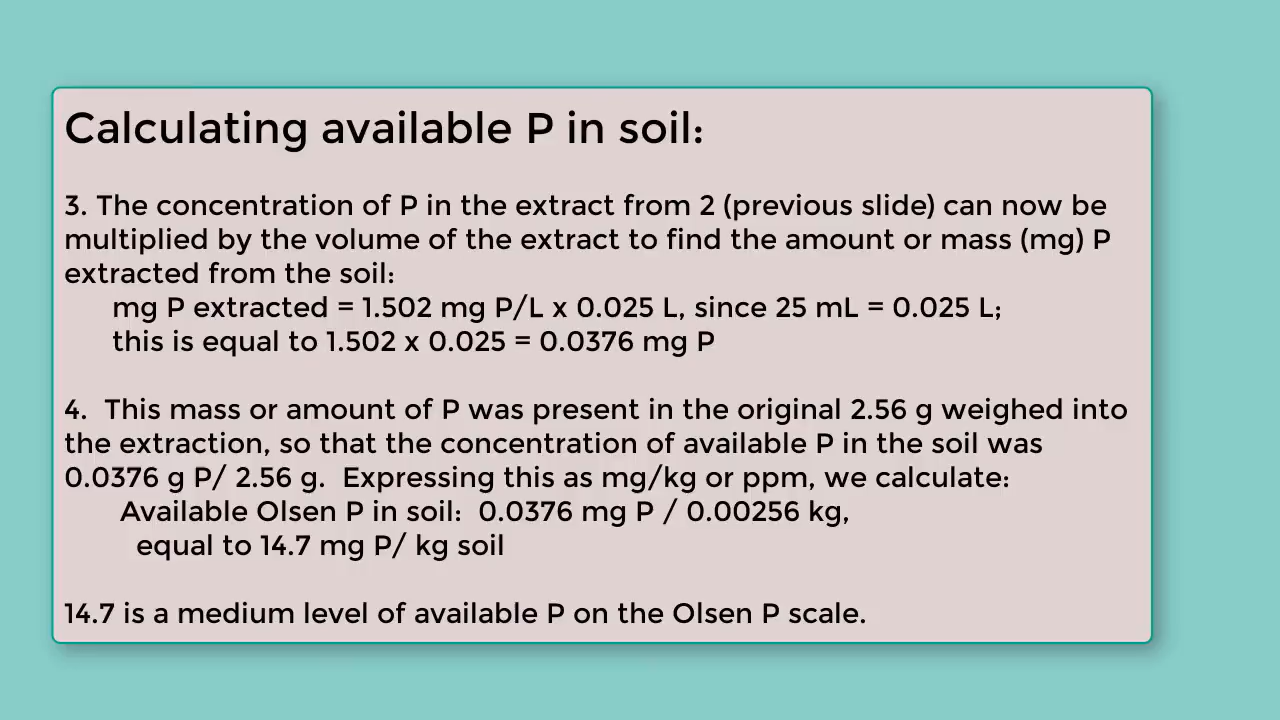 Calculating available P in soil:
3. The concentration of P in the extract from 2 (previous slide) can now be
multiplied by the volume of the extract to find the amount or mass (mg) P
extracted from the soil:
mg P extracted = 1.502 mg P/L x 0.025 L, since 25 mL = 0.025 L;
this is equal to 1.502 x 0.025 = 0.0376 mg P
4.  This mass or amount of P was present in the original 2.56 g weighed into
the extraction, so that the concentration of available P in the soil was
0.0376 g P/ 2.56 g.  Expressing this as mg/kg or ppm, we calculate:
Available Olsen P in soil:  0.0376 mg P / 0.00256 kg,
equal to 14.7 mg P/ kg soil
14.7 is a medium level of available P on the Olsen P scale.